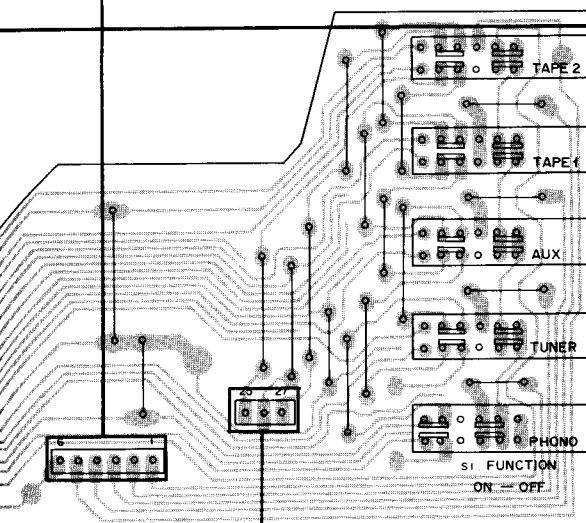 TAPE 2
TAPE 1
AUX
TUNER
25 27
PHONO
6 1
S1 FUNCTION
ON — OFF